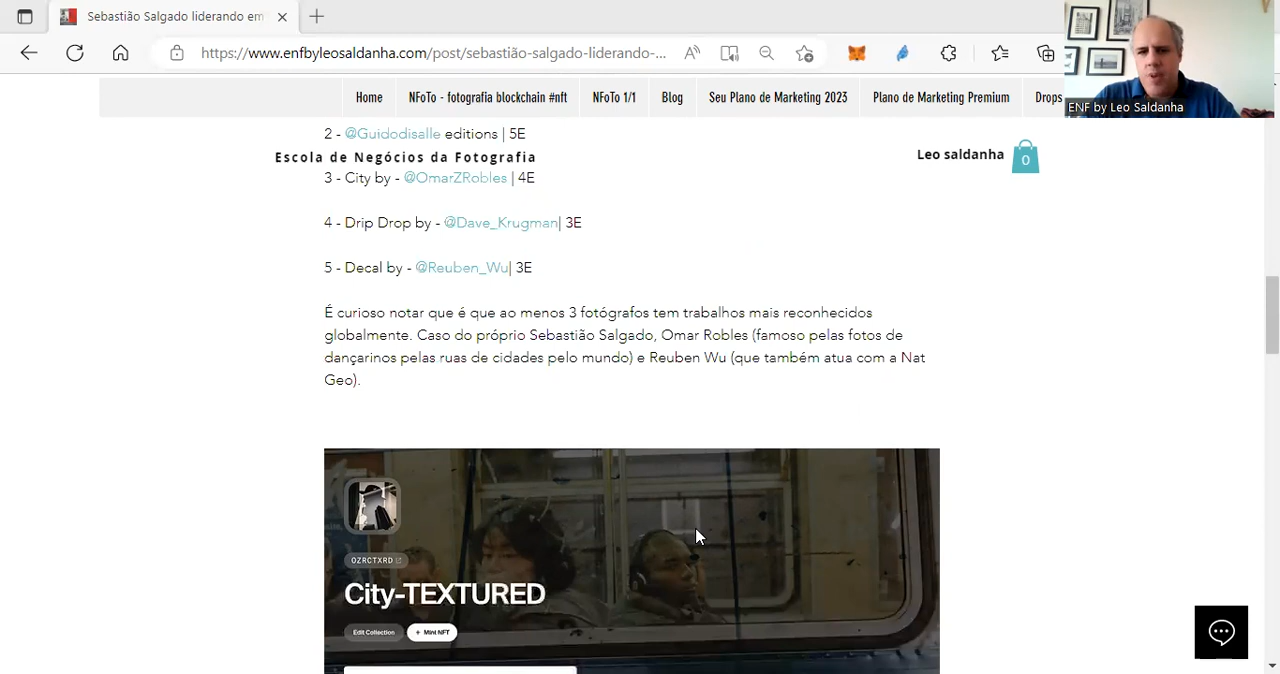 Sebastião Salgado liderando em
https://www.enfbyleosaldanha.com/post/sebastião-salgado-liderando-...
ENF by Leo Saldanha
Home NFoTo - fotografia blockchain #nft NFoTo 1/1 Blog Seu Plano de Marketing 2023 Plano de Marketing Premium Drops
2 - @Guidodisalle editions | 5E
Escola de Negócios da Fotografia
Leo saldanha
0
3 - City by - @OmarZRobles | 4E
4 - Drip Drop by - @Dave_Krugman| 3E
5 - Decal by - @Reuben_Wu| 3E
É curioso notar que é que ao menos 3 fotógrafos tem trabalhos mais reconhecidos
globalmente. Caso do próprio Sebastião Salgado, Omar Robles (famoso pelas fotos de
dançarinos pelas ruas de cidades pelo mundo) e Reuben Wu (que também atua com a Nat
Geo).
OZRCTXRD
City-TEXTURED
Edit Collection + Mint NFT